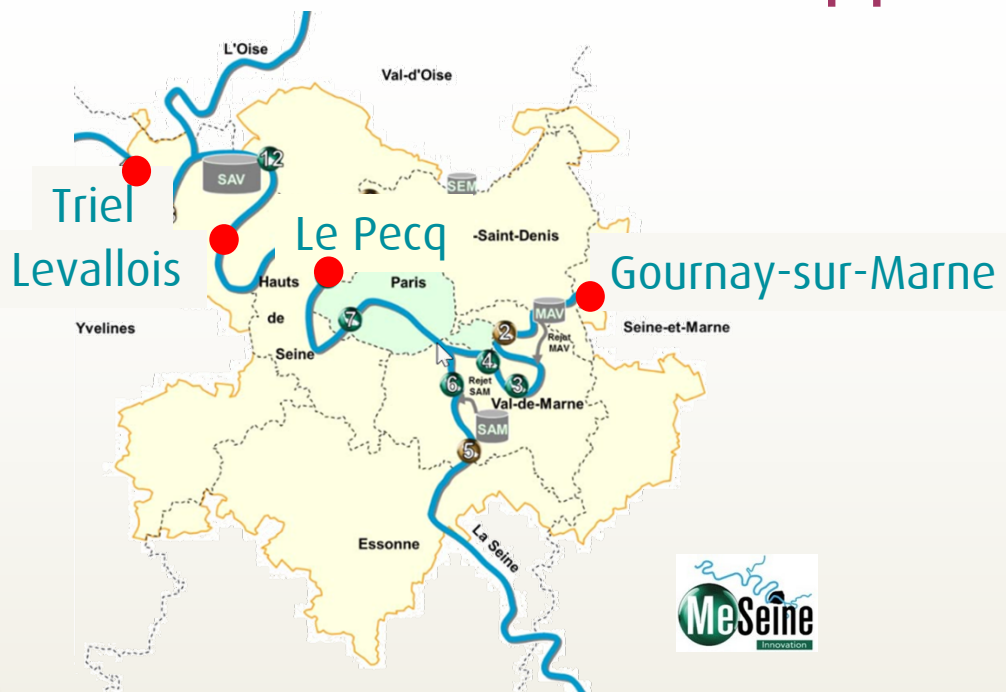 L'Oise
Val-d'Oise
12
SAV
SEM
Triel
Levallois
Le Pecq
-Saint-Denis
Gournay-sur-Marne
Hauts
de
Seine
Paris
Yvelines
Seine-et-Marne
7
2
MAV
Rejet
MAV
4
3
6
Rejet
SAM
Val-de-Marne
SAM
5
Essonne
La Seine
MeSeine
Innovation